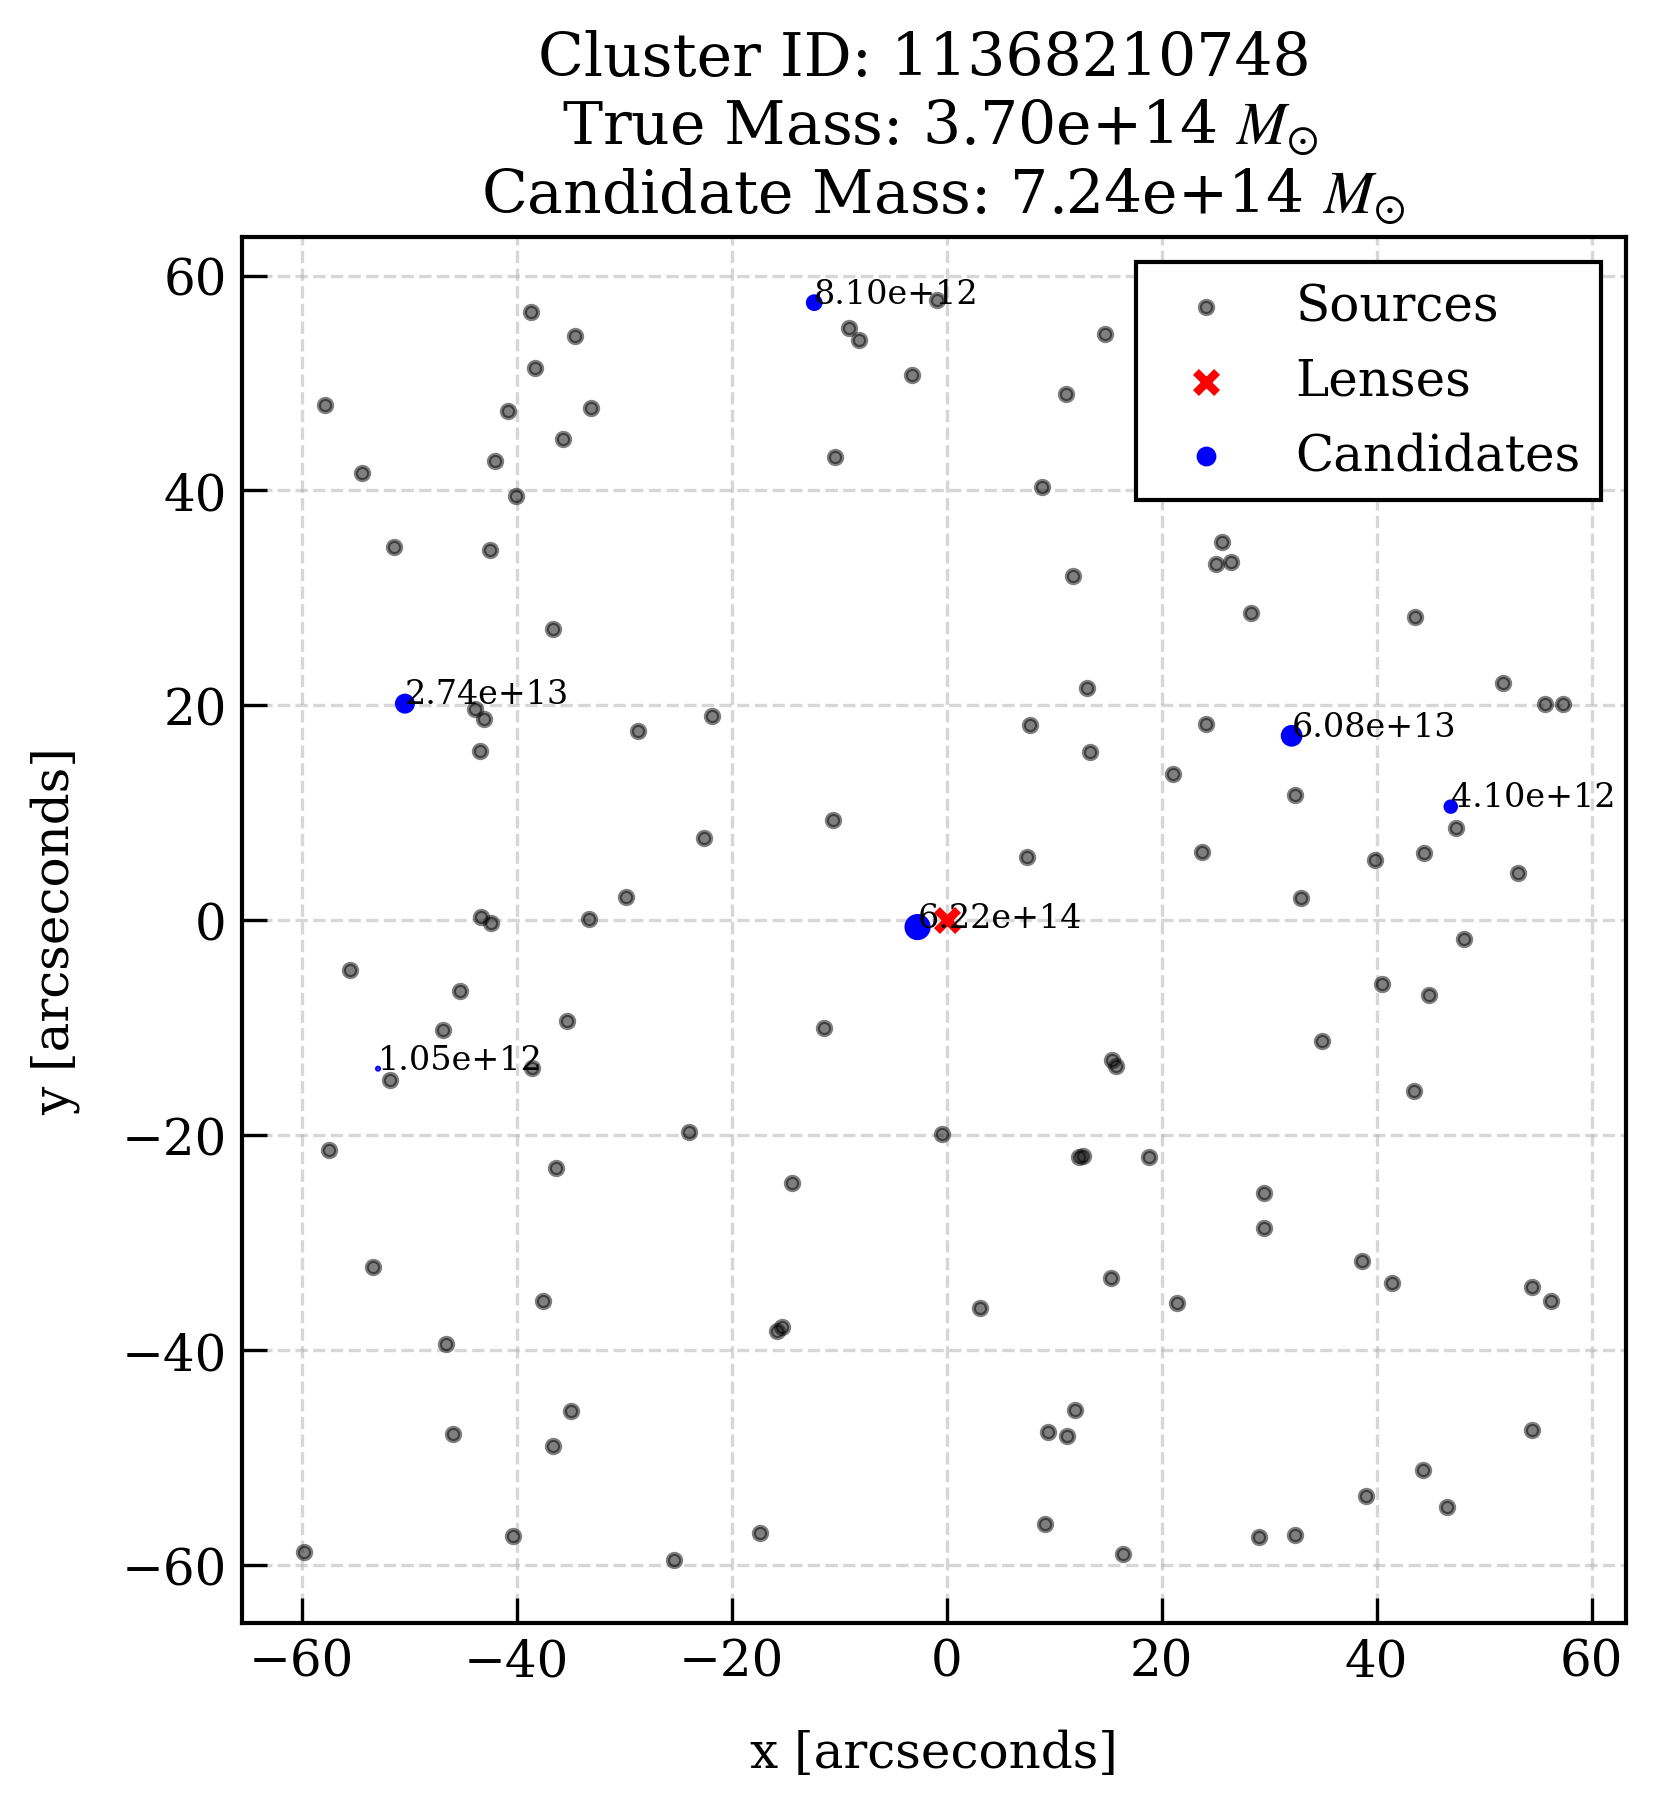 Cluster ID: 11368210748
True Mass: 3.70e+14 M⊙
Candidate Mass: 7.24e+14 M⊙
Sources
Lenses
Candidates
8.10e+12
2.74e+13
6.08e+13
4.10e+12
6.22e+14
1.05e+12
60
40
20
0
−20
−40
−60
y [arcseconds]
−60 −40 −20 0 20 40 60
x [arcseconds]